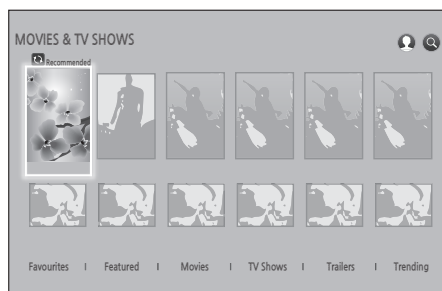 MOVIES & TV SHOWS
Recommended
Favourites I Featured I Movies I TV Shows I Trailers I Trending